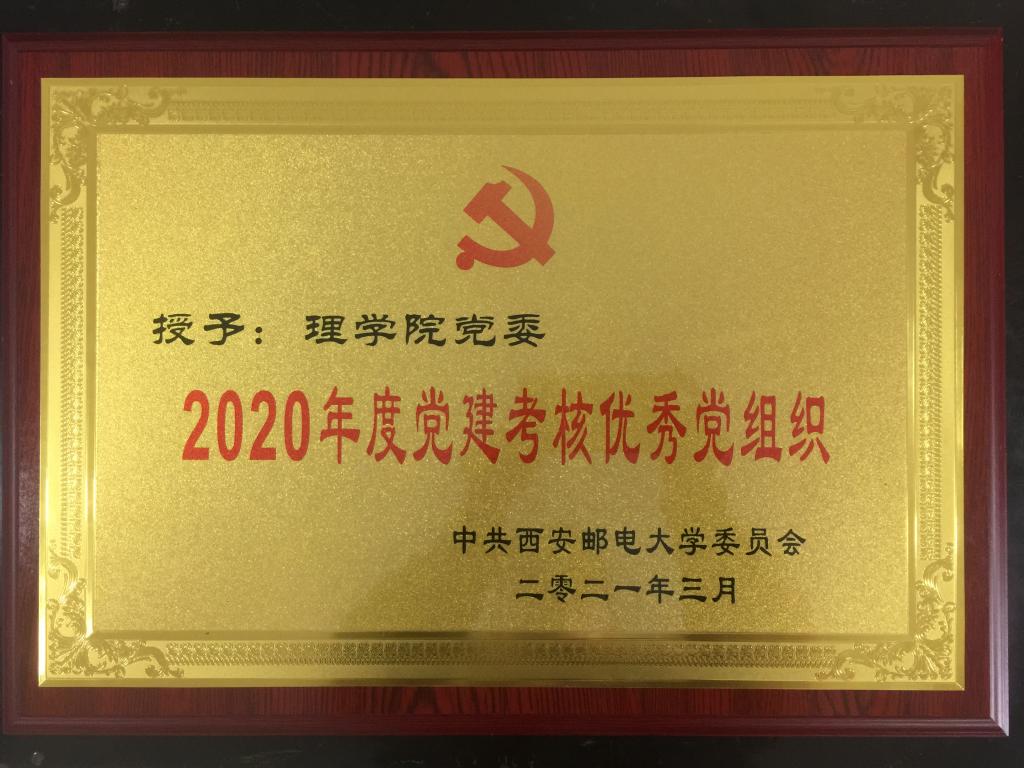 授予：理学院党委
2020年度党建考核优秀党组织
中共西安邮电大学委员会
二零二一年三月